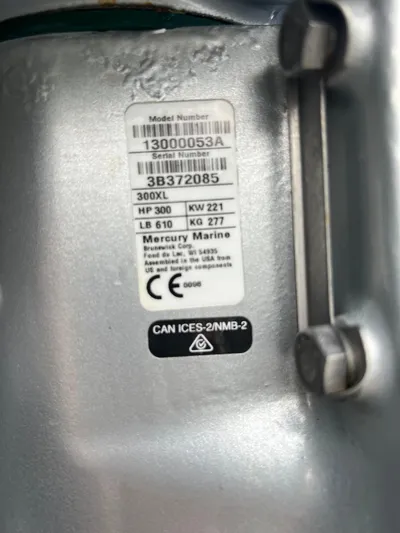 Model Number
13000053A
Serial Number
3B372085
300XL
HP 300 KW 221
LB 610 KG 277
Mercury Marine
Brunswick Corp.
Fond du Lac, WI 54935
Assembled in the USA from
US and foreign components
CE 0098
CAN ICES-2/NMB-2